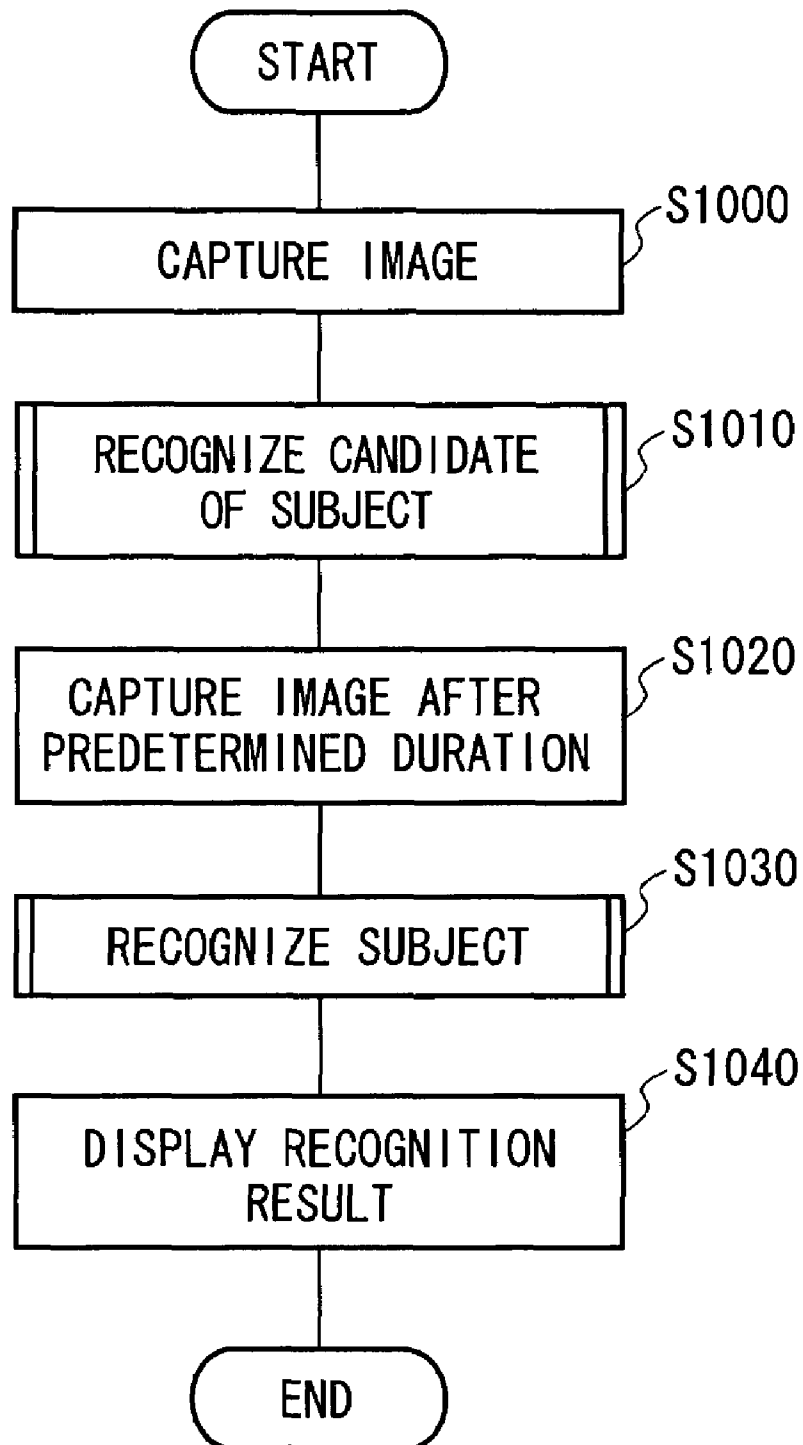 START
S1000
CAPTURE IMAGE
S1010
RECOGNIZE CANDIDATE
OF SUBJECT
S1020
CAPTURE IMAGE AFTER
PREDETERMINED DURATION
S1030
RECOGNIZE SUBJECT
S1040
DISPLAY RECOGNITION
RESULT
END